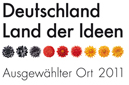 Deutschland
Land der Ideen
Ausgewählter Ort 2011